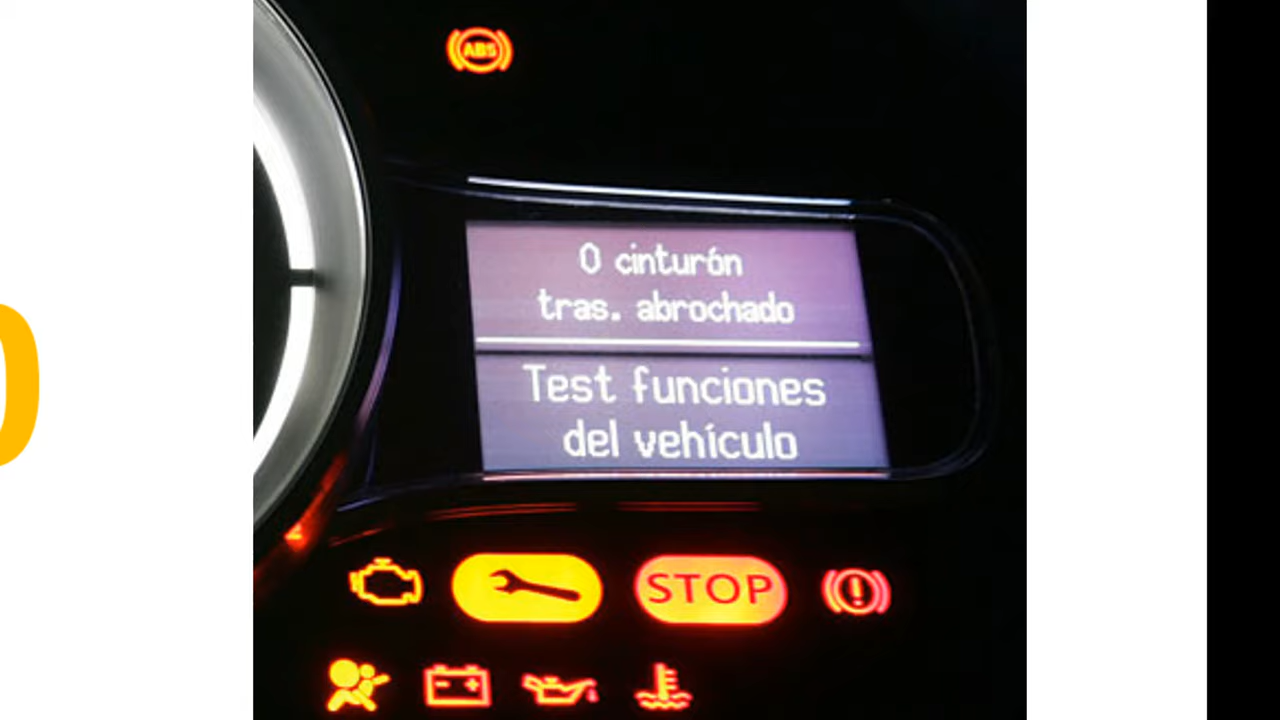 ABS
0 cinturón
tras. abrochado
Test funciones
del vehículo
STOP